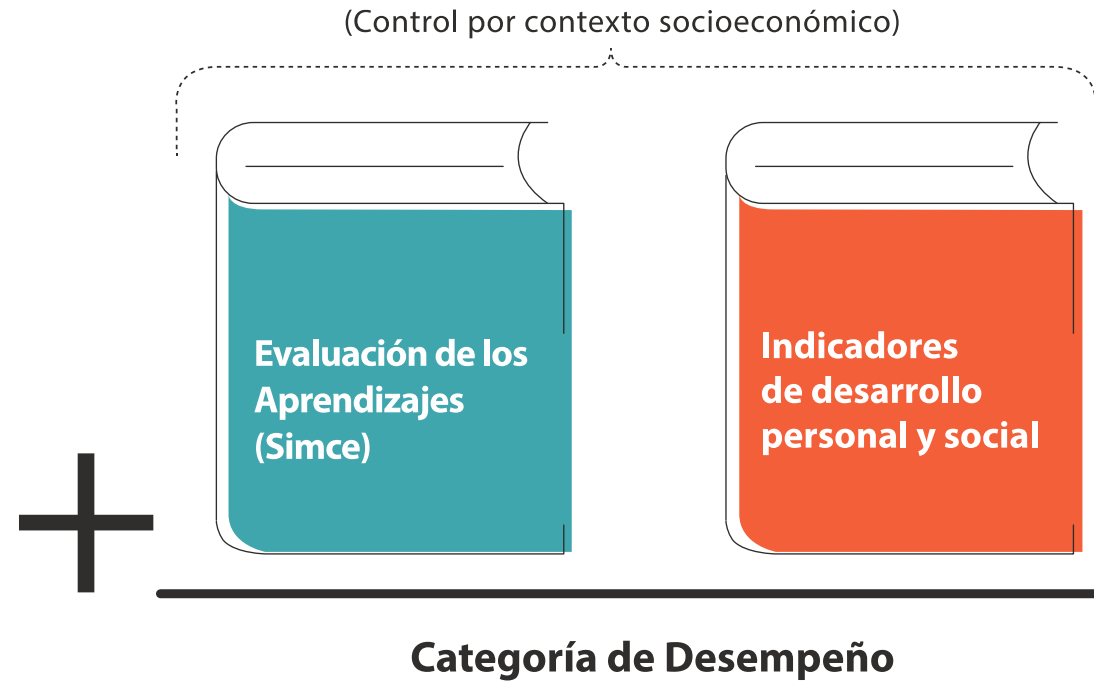 (Control por contexto socioeconómico)
Evaluación de los
Aprendizajes
(Simce)
Indicadores
de desarrollo
personal y social
+
Categoría de Desempeño